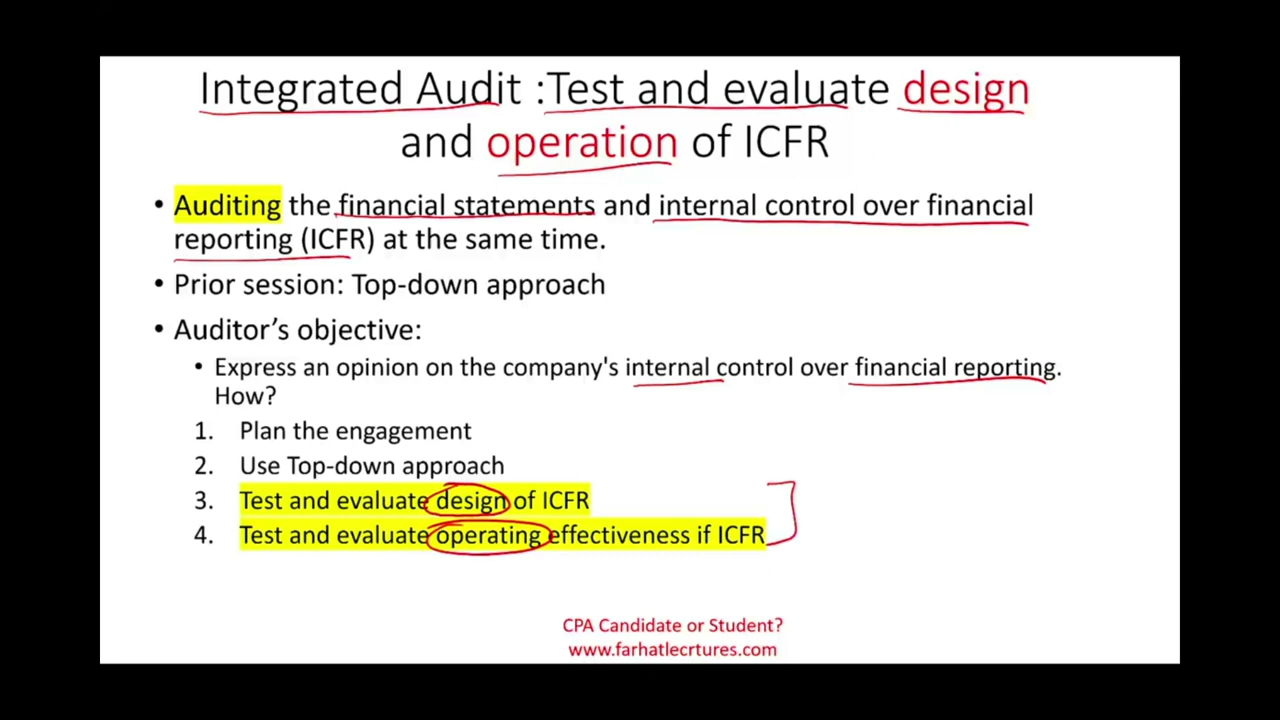 Integrated Audit :Test and evaluate design
and operation of ICFR
• Auditing the financial statements and internal control over financial
reporting (ICFR) at the same time.
• Prior session: Top-down approach
• Auditor's objective:
• Express an opinion on the company's internal control over financial reporting.
How?
1. Plan the engagement
2. Use Top-down approach
3. Test and evaluate design of ICFR
4. Test and evaluate operating effectiveness if ICFR
CPA Candidate or Student?
www.farhatlecrtures.com